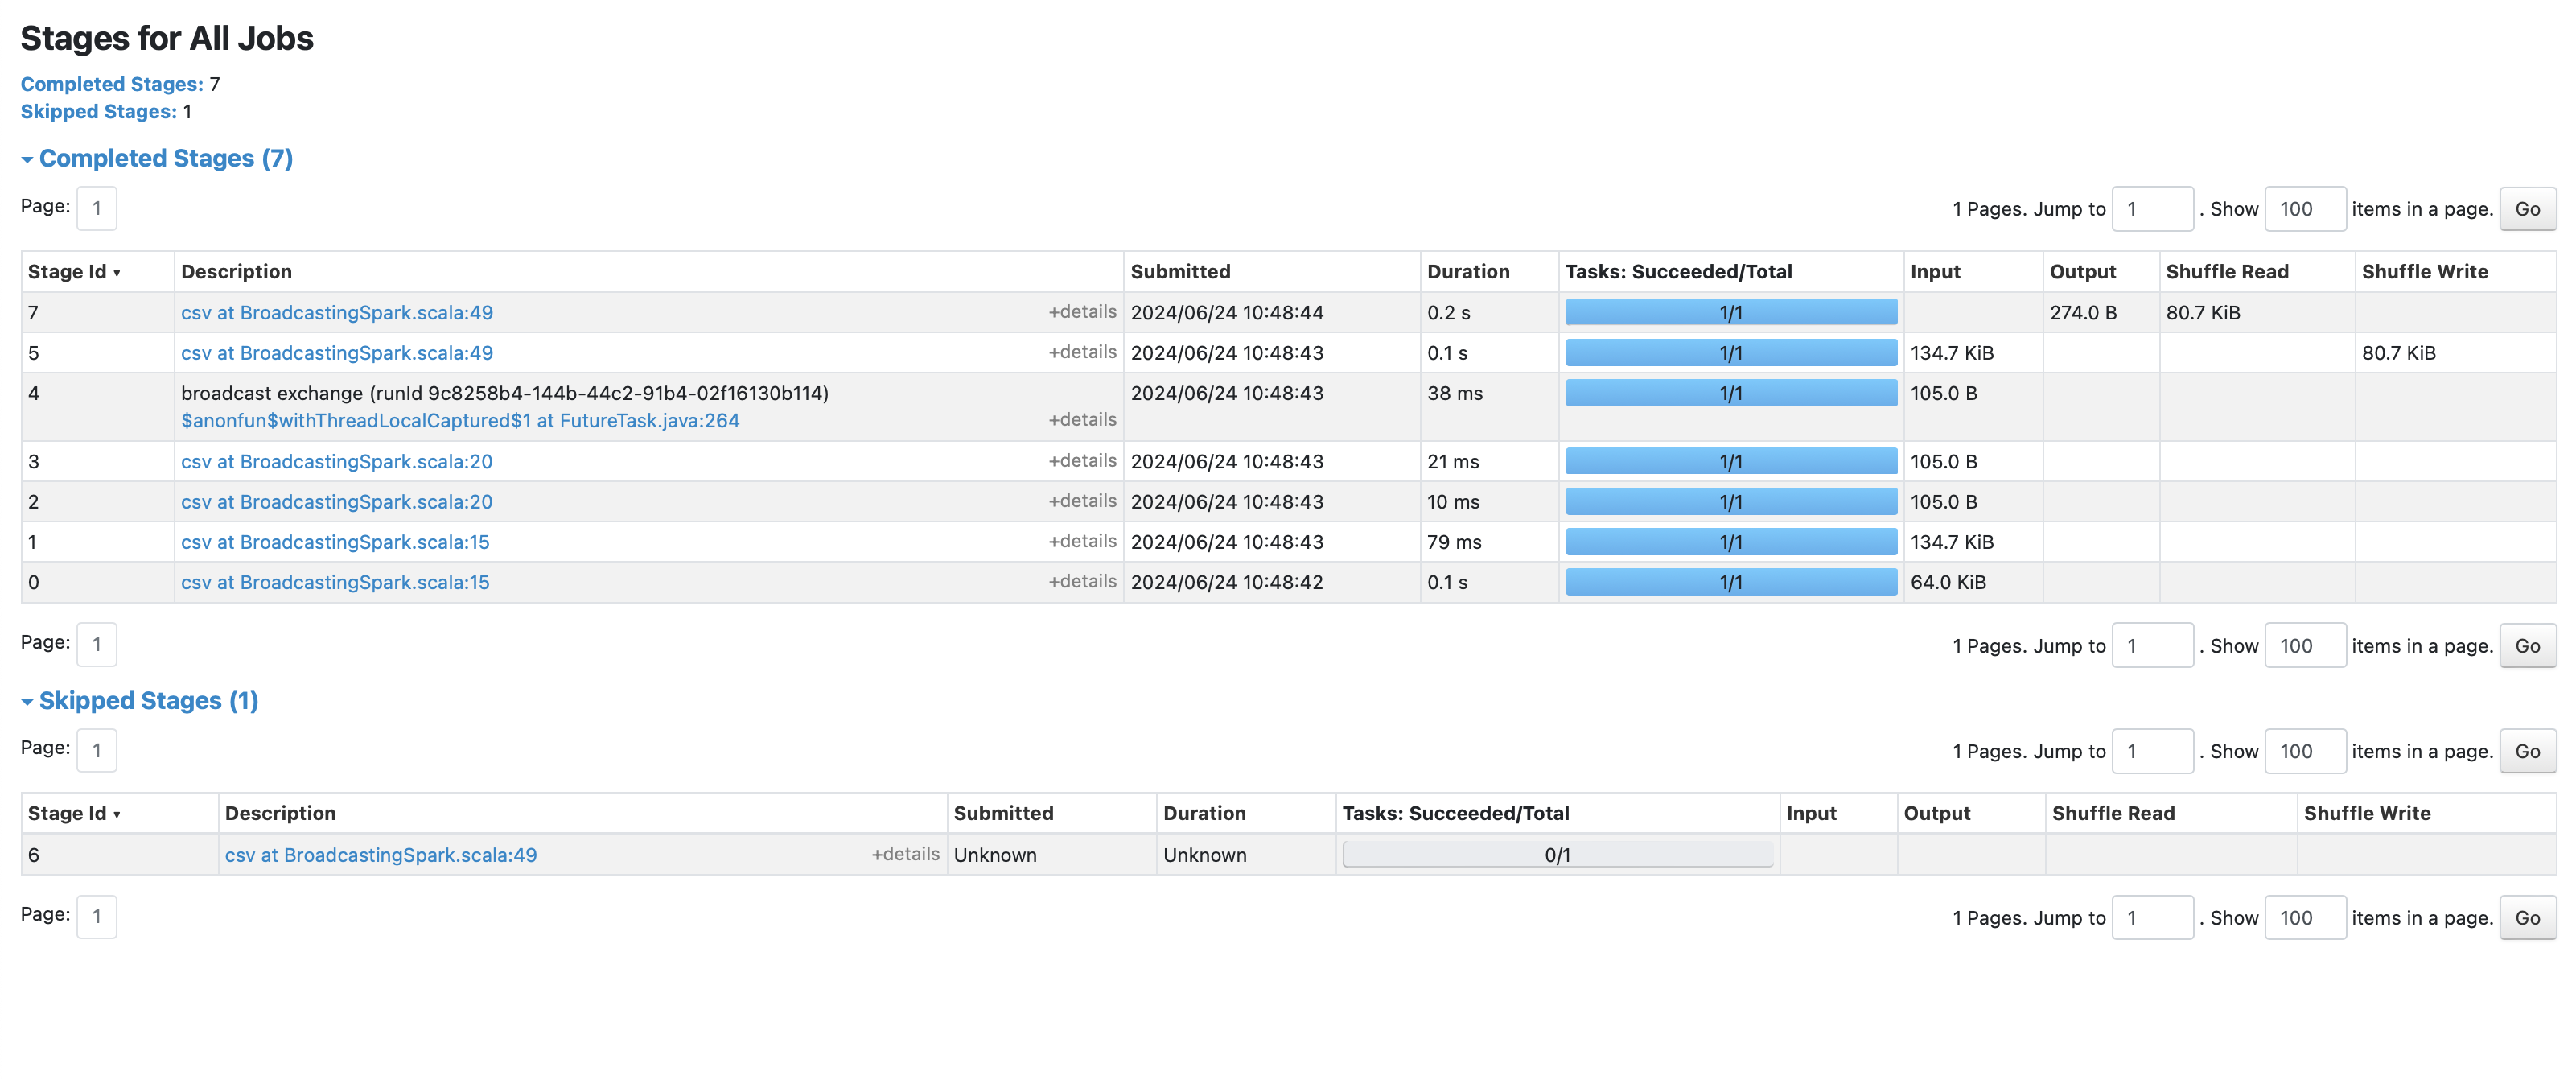 Stages for All Jobs
Completed Stages: 7
Skipped Stages: 1
Completed Stages (7)
Page: 1 1 Pages. Jump to 1 . Show 100 items in a page. Go
Stage Id ▾ Description Submitted Duration Tasks: Succeeded/Total Input Output Shuffle Read Shuffle Write
7 csv at BroadcastingSpark.scala:49 +details 2024/06/24 10:48:44 0.2 s 1/1 274.0 B 80.7 KiB
5 csv at BroadcastingSpark.scala:49 +details 2024/06/24 10:48:43 0.1 s 1/1 134.7 KiB 80.7 KiB
4 broadcast exchange (runId 9c8258b4-144b-44c2-91b4-02f16130b114) 2024/06/24 10:48:43 38 ms 1/1 105.0 B
$anonfun$withThreadLocalCaptured$1 at FutureTask.java:264 +details
3 csv at BroadcastingSpark.scala:20 +details 2024/06/24 10:48:43 21 ms 1/1 105.0 B
2 csv at BroadcastingSpark.scala:20 +details 2024/06/24 10:48:43 10 ms 1/1 105.0 B
1 csv at BroadcastingSpark.scala:15 +details 2024/06/24 10:48:43 79 ms 1/1 134.7 KiB
0 csv at BroadcastingSpark.scala:15 +details 2024/06/24 10:48:42 0.1 s 1/1 64.0 KiB
Page: 1 1 Pages. Jump to 1 . Show 100 items in a page. Go
Skipped Stages (1)
Page: 1 1 Pages. Jump to 1 . Show 100 items in a page. Go
Stage Id ▾ Description Submitted Duration Tasks: Succeeded/Total Input Output Shuffle Read Shuffle Write
6 csv at BroadcastingSpark.scala:49 +details Unknown Unknown 0/1
Page: 1 1 Pages. Jump to 1 . Show 100 items in a page. Go